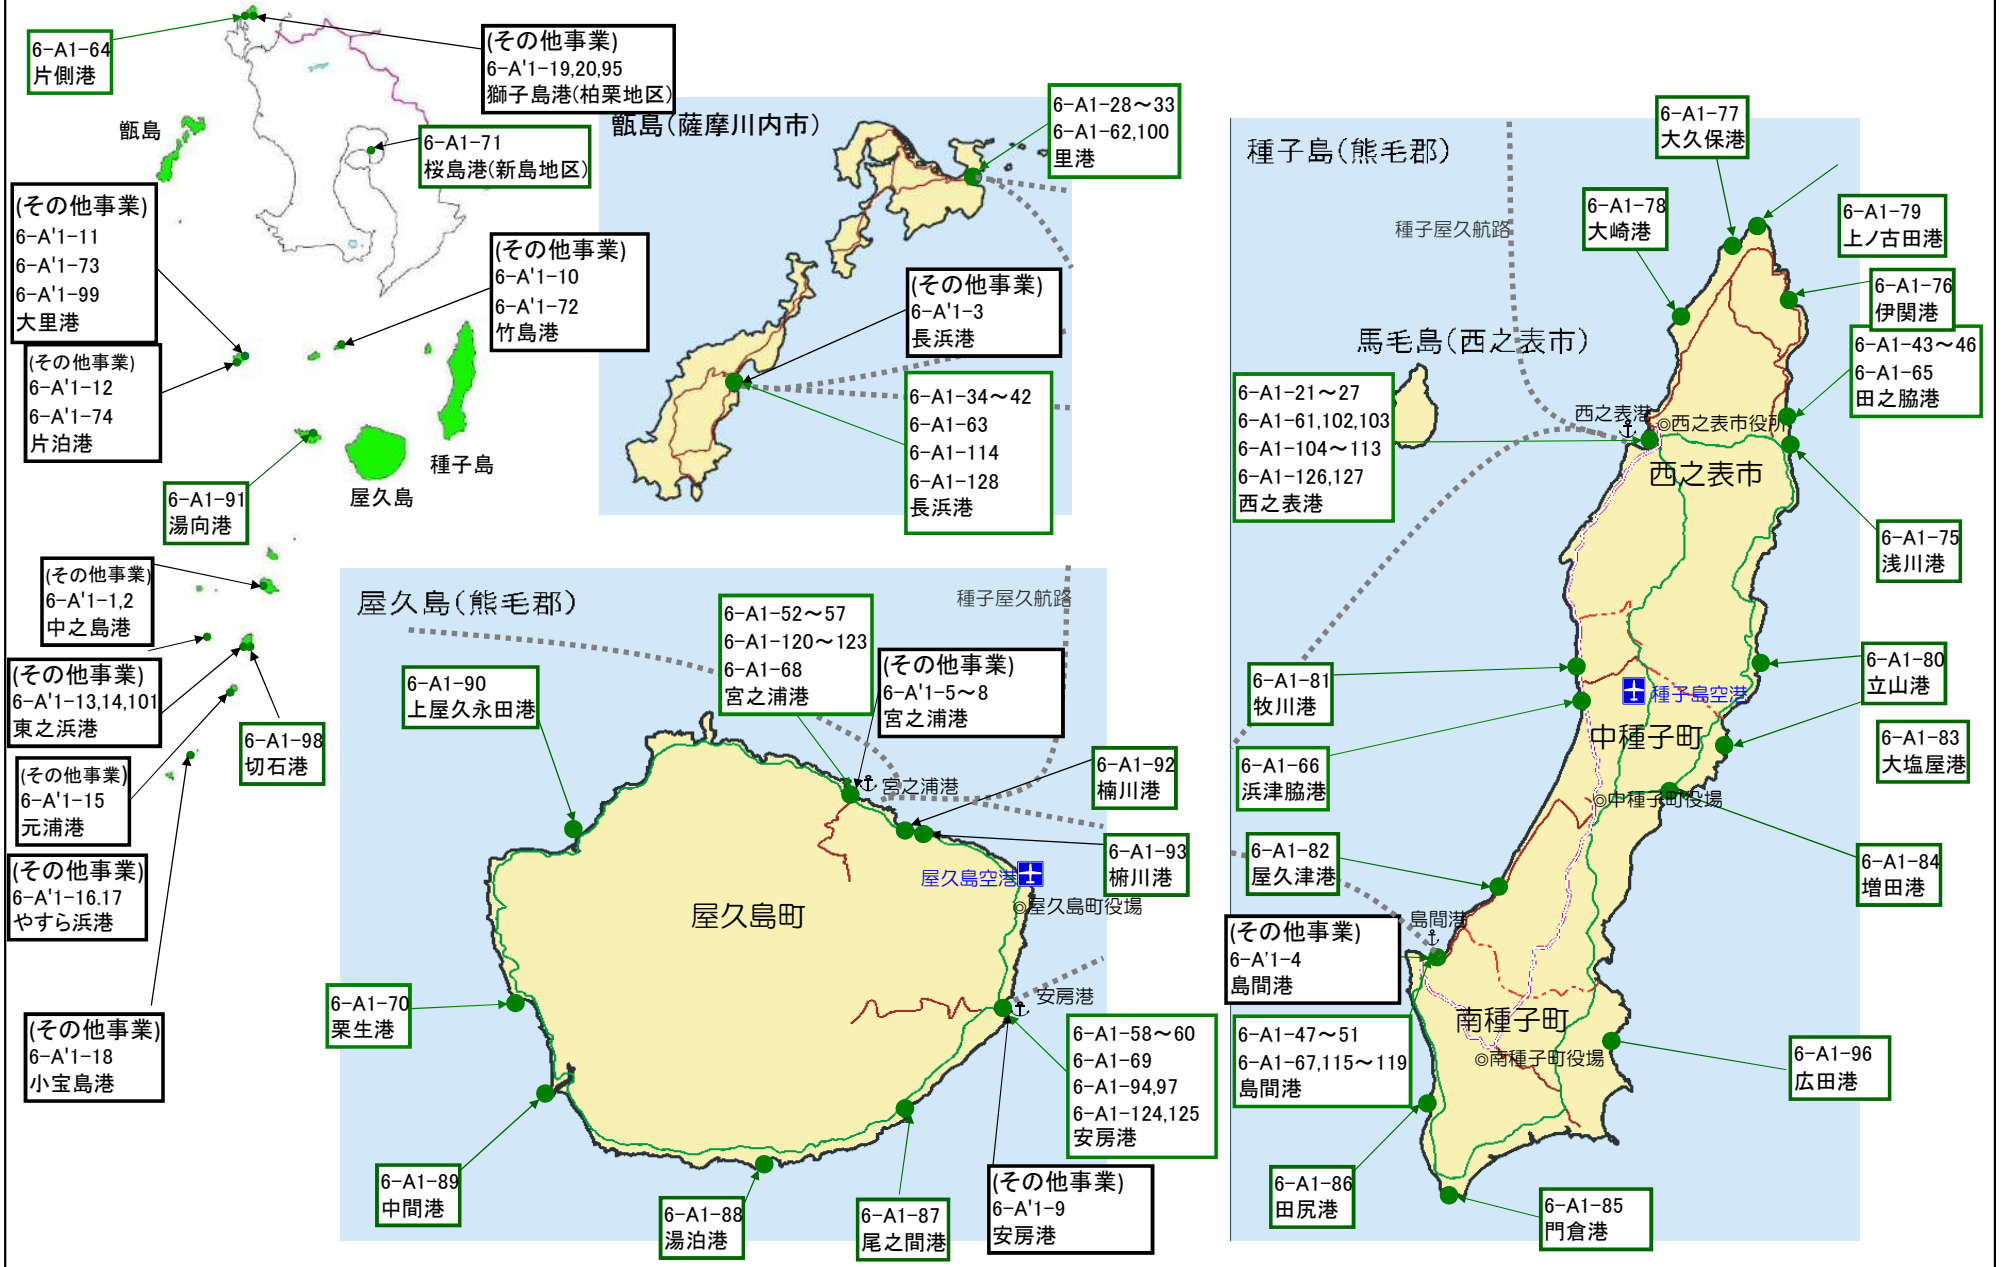 6-A1-64
片側港
(その他事業)
6-A'1-19,20,95
獅子島港(柏栗地区)
甑島
6-A1-71
桜島港(新島地区)
(その他事業)
6-A'1-11
6-A'1-73
6-A'1-99
大里港
(その他事業)
6-A'1-10
6-A'1-72
竹島港
(その他事業)
6-A'1-12
6-A'1-74
片泊港
種子島
屋久島
6-A1-91
湯向港
(その他事業)
6-A'1-1,2
中之島港
(その他事業)
6-A'1-13,14,101
東之浜港
6-A1-98
切石港
(その他事業)
6-A'1-15
元浦港
(その他事業)
6-A'1-16.17
やすら浜港
(その他事業)
6-A'1-18
小宝島港
甑島(薩摩川内市)
6-A1-28～33
6-A1-62,100
里港
(その他事業)
6-A'1-3
長浜港
6-A1-34～42
6-A1-63
6-A1-114
6-A1-128
長浜港
屋久島(熊毛郡)
種子屋久航路
6-A1-52～57
6-A1-120～123
6-A1-68
宮之浦港
(その他事業)
6-A'1-5～8
宮之浦港
6-A1-90
上屋久永田港
宮之浦港
6-A1-92
楠川港
6-A1-93
椨川港
屋久島空港
屋久島町役場
屋久島町
6-A1-70
栗生港
安房港
6-A1-58～60
6-A1-69
6-A1-94,97
6-A1-124,125
安房港
6-A1-89
中間港
6-A1-88
湯泊港
6-A1-87
尾之間港
(その他事業)
6-A'1-9
安房港
種子島(熊毛郡)
種子屋久航路
6-A1-77
大久保港
6-A1-78
大崎港
6-A1-79
上ノ古田港
6-A1-76
伊関港
馬毛島(西之表市)
6-A1-43～46
6-A1-65
田之脇港
6-A1-21～27
6-A1-61,102,103
6-A1-104～113
6-A1-126,127
西之表港
西之表港
◎西之表市役所
西之表市
6-A1-75
浅川港
6-A1-81
牧川港
6-A1-80
立山港
種子島空港
中種子町
6-A1-83
大塩屋港
6-A1-66
浜津脇港
◎中種子町役場
6-A1-82
屋久津港
6-A1-84
増田港
(その他事業)
6-A'1-4
島間港
島間港
6-A1-47～51
6-A1-67,115～119
島間港
南種子町
◎南種子町役場
6-A1-96
広田港
6-A1-86
田尻港
6-A1-85
門倉港